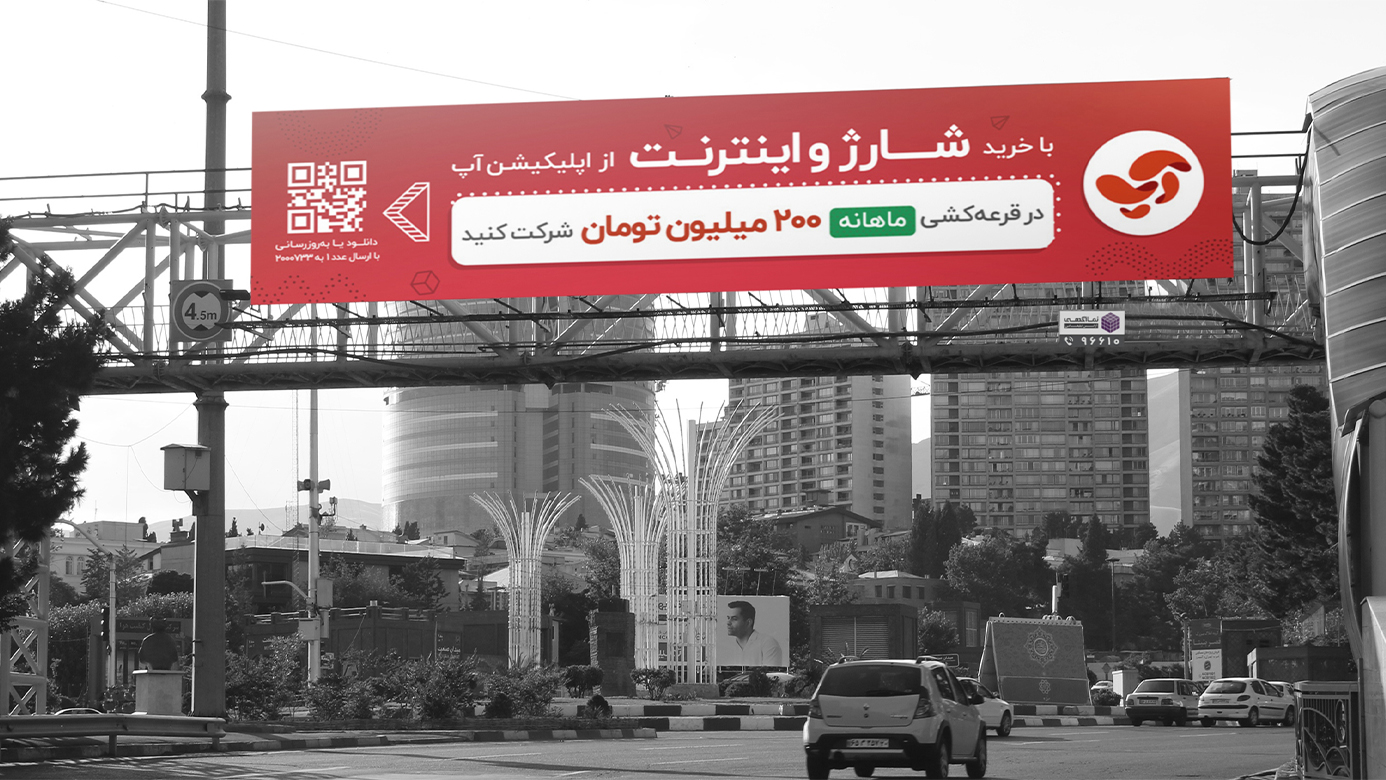 با خرید شارژ و اینترنت از اپلیکیشن آپ
در قرعه‌کشی ماهانه ۲۰۰ میلیون تومان شرکت کنید
دانلود یا به‌روزرسانی
با ارسال عدد ۱ به ۲۰۰۰۷۳۳
4.5m
نماآگهی
۹۶۶۱۰